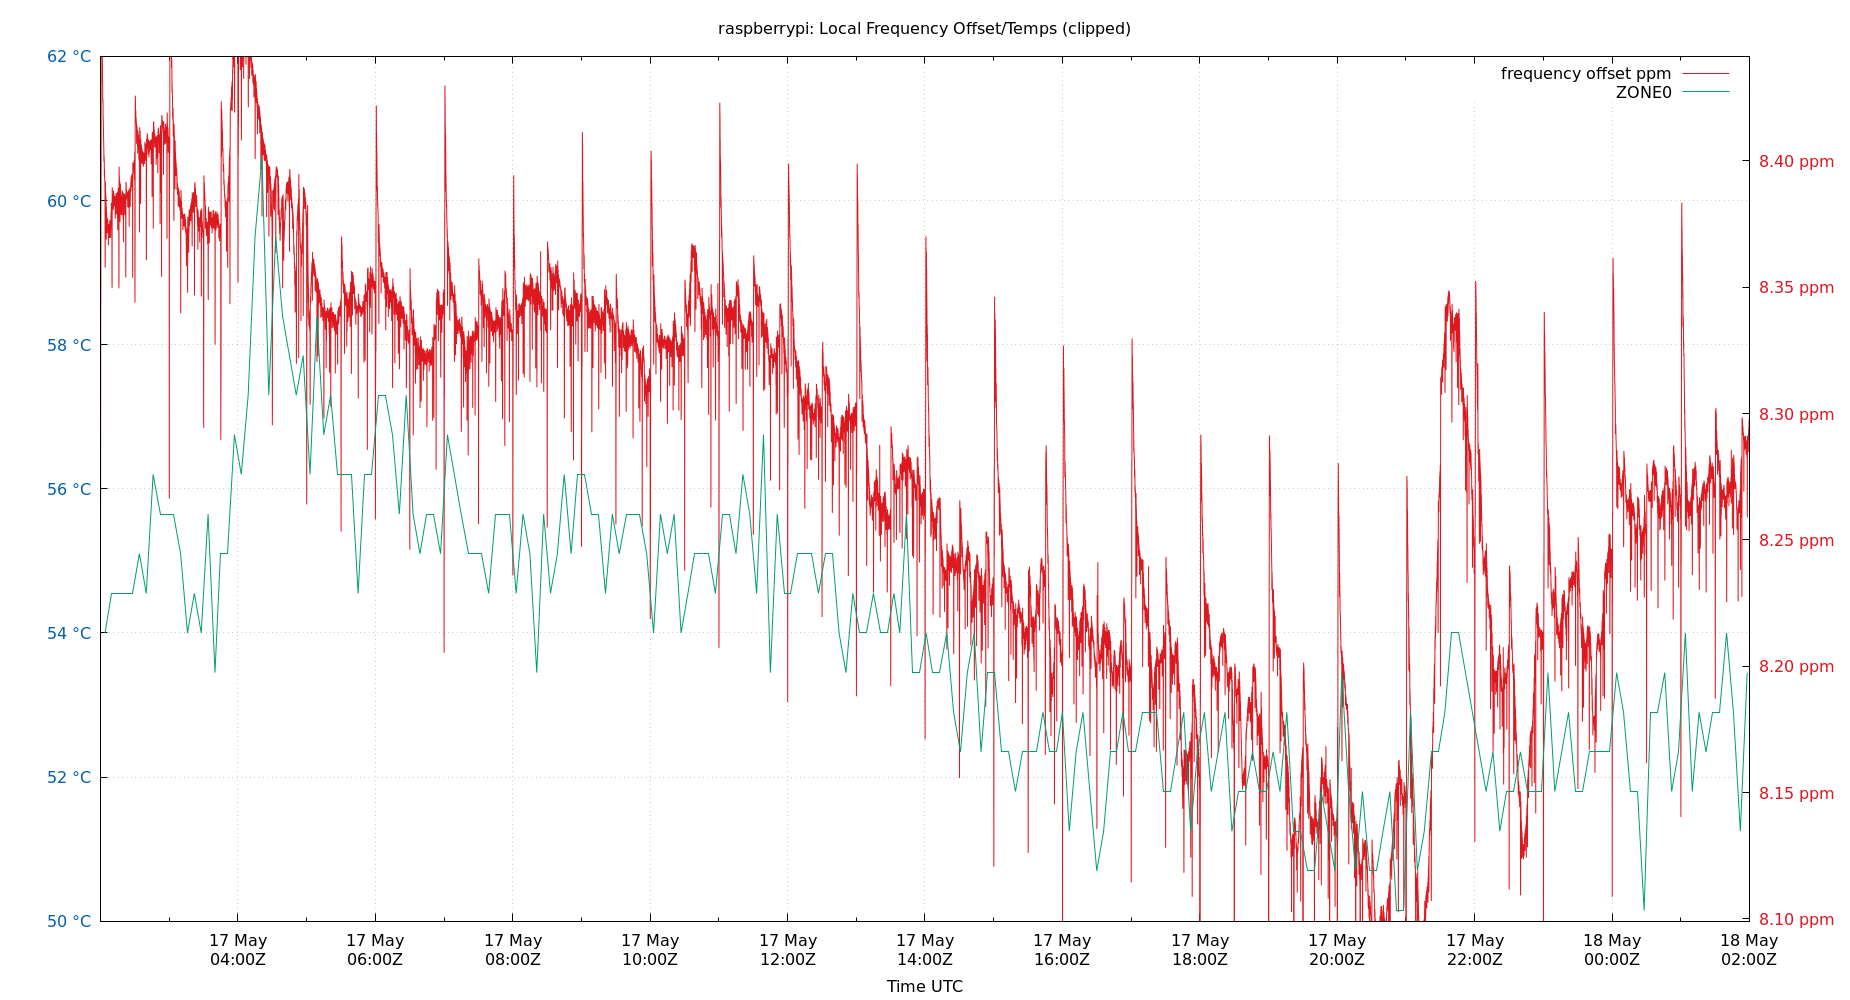 raspberrypi: Local Frequency Offset/Temps (clipped)
62 °C
60 °C
58 °C
56 °C
54 °C
52 °C
50 °C
frequency offset ppm
ZONE0
8.40 ppm
8.35 ppm
8.30 ppm
8.25 ppm
8.20 ppm
8.15 ppm
8.10 ppm
17 May
04:00Z
17 May
06:00Z
17 May
08:00Z
17 May
10:00Z
17 May
12:00Z
17 May
14:00Z
17 May
16:00Z
17 May
18:00Z
17 May
20:00Z
17 May
22:00Z
18 May
00:00Z
18 May
02:00Z
Time UTC